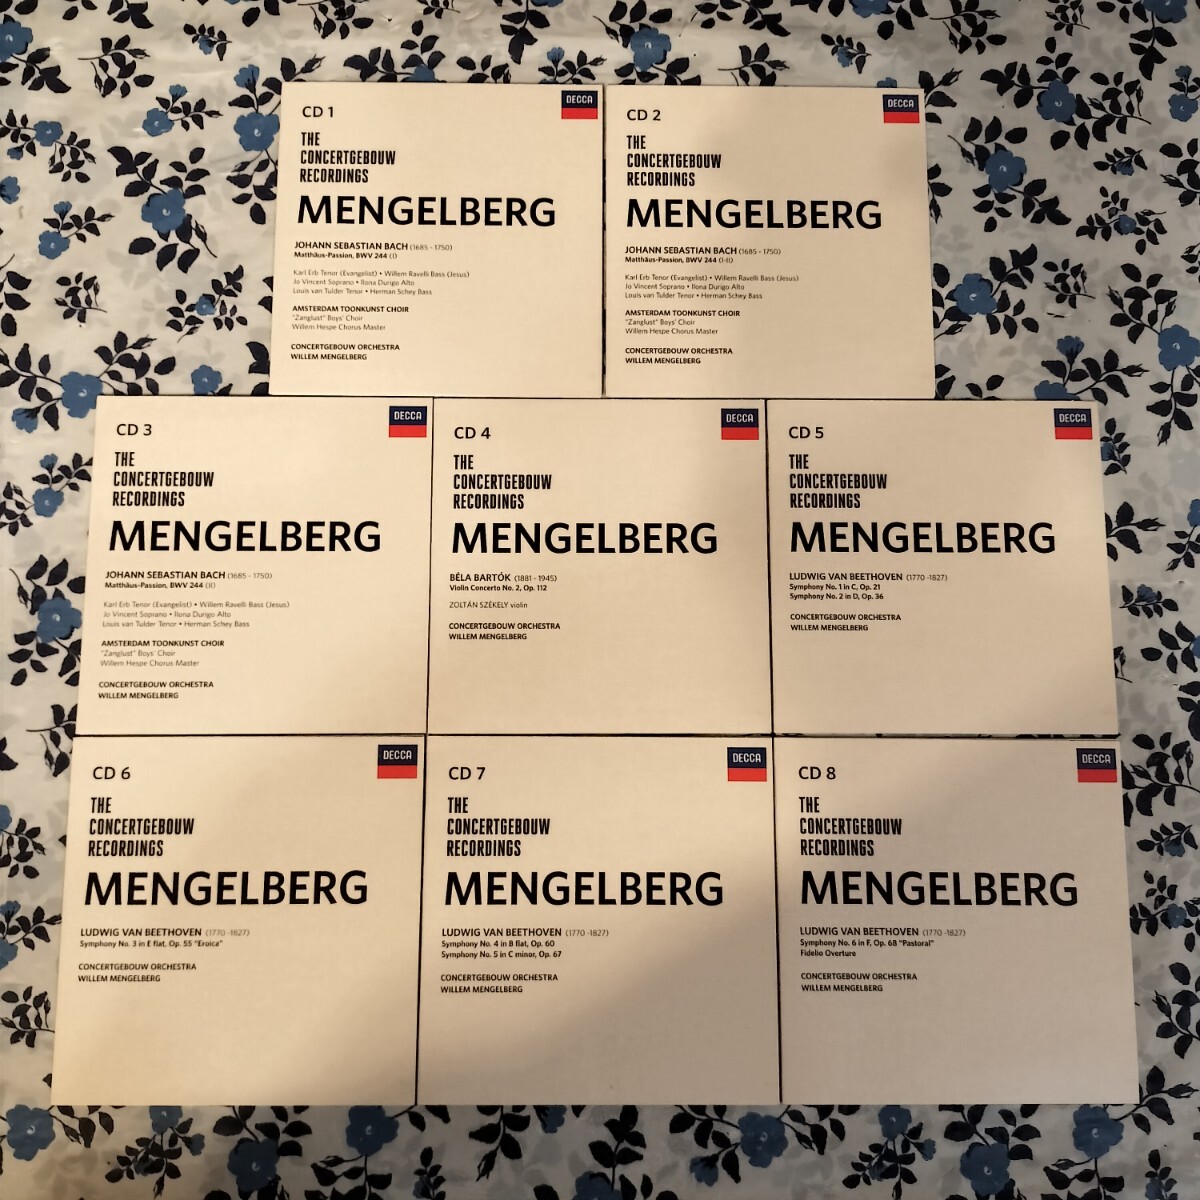 CD 1
DECCA
THE
CONCERTGEBOUW
RECORDINGS
MENGELBERG
JOHANN SEBASTIAN BACH (1685 - 1750)
Matthäus-Passion, BWV 244 (I)
Karl Erb Tenor (Evangelist) • Willem Ravelli Bass (Jesus)
Jo Vincent Soprano • Ilona Durigo Alto
Louis van Tulder Tenor • Herman Schey Bass
AMSTERDAM TOONKUNST CHOIR
"Zanglust" Boys' Choir
Willem Hespe Chorus Master
CONCERTGEBOUW ORCHESTRA
WILLEM MENGELBERG
CD 2
DECCA
THE
CONCERTGEBOUW
RECORDINGS
MENGELBERG
JOHANN SEBASTIAN BACH (1685 - 1750)
Matthäus-Passion, BWV 244 (I-II)
Karl Erb Tenor (Evangelist) • Willem Ravelli Bass (Jesus)
Jo Vincent Soprano • Ilona Durigo Alto
Louis van Tulder Tenor • Herman Schey Bass
AMSTERDAM TOONKUNST CHOIR
"Zanglust" Boys' Choir
Willem Hespe Chorus Master
CONCERTGEBOUW ORCHESTRA
WILLEM MENGELBERG
CD 3
DECCA
THE
CONCERTGEBOUW
RECORDINGS
MENGELBERG
JOHANN SEBASTIAN BACH (1685 - 1750)
Matthäus-Passion, BWV 244 (II)
Karl Erb Tenor (Evangelist) • Willem Ravelli Bass (Jesus)
Jo Vincent Soprano • Ilona Durigo Alto
Louis van Tulder Tenor • Herman Schey Bass
AMSTERDAM TOONKUNST CHOIR
"Zanglust" Boys' Choir
Willem Hespe Chorus Master
CONCERTGEBOUW ORCHESTRA
WILLEM MENGELBERG
CD 4
DECCA
THE
CONCERTGEBOUW
RECORDINGS
MENGELBERG
BÉLA BARTÓK (1881 - 1945)
Violin Concerto No. 2, Op. 112
ZOLTÁN SZÉKELY violin
CONCERTGEBOUW ORCHESTRA
WILLEM MENGELBERG
CD 5
DECCA
THE
CONCERTGEBOUW
RECORDINGS
MENGELBERG
LUDWIG VAN BEETHOVEN (1770 -1827)
Symphony No. 1 in C, Op. 21
Symphony No. 2 in D, Op. 36
CONCERTGEBOUW ORCHESTRA
WILLEM MENGELBERG
CD 6
DECCA
THE
CONCERTGEBOUW
RECORDINGS
MENGELBERG
LUDWIG VAN BEETHOVEN (1770 -1827)
Symphony No. 3 in E flat, Op. 55 "Eroica"
CONCERTGEBOUW ORCHESTRA
WILLEM MENGELBERG
CD 7
DECCA
THE
CONCERTGEBOUW
RECORDINGS
MENGELBERG
LUDWIG VAN BEETHOVEN (1770 -1827)
Symphony No. 4 in B flat, Op. 60
Symphony No. 5 in C minor, Op. 67
CONCERTGEBOUW ORCHESTRA
WILLEM MENGELBERG
CD 8
DECCA
THE
CONCERTGEBOUW
RECORDINGS
MENGELBERG
LUDWIG VAN BEETHOVEN (1770 -1827)
Symphony No. 6 in F, Op. 68 "Pastoral"
Fidelio Overture
CONCERTGEBOUW ORCHESTRA
WILLEM MENGELBERG